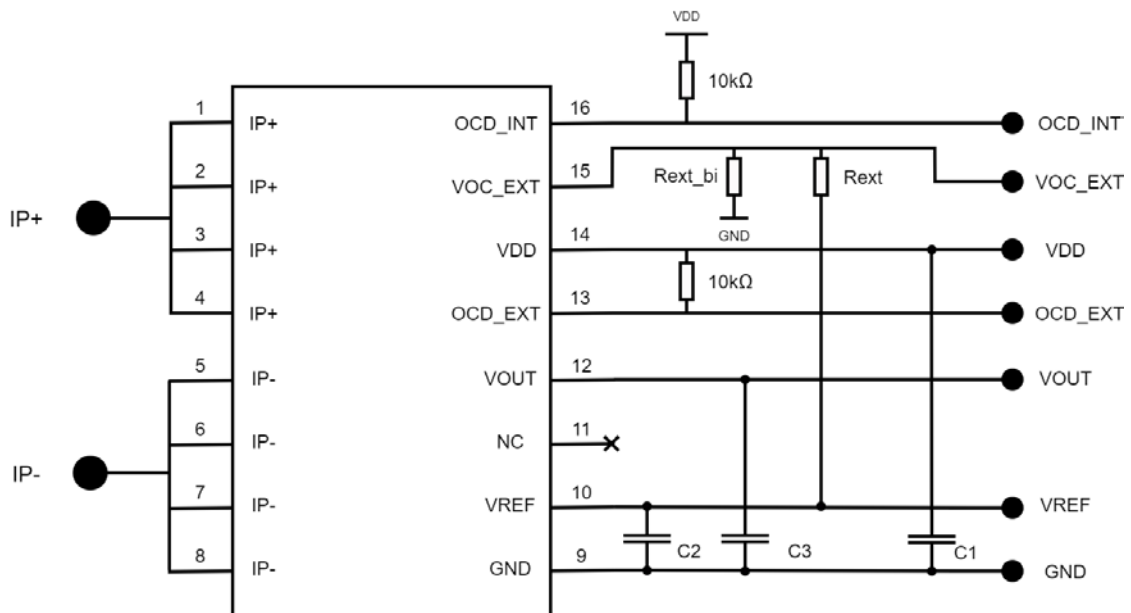 VDD
10kΩ
1 IP+ OCD_INT 16 OCD_INT
2 IP+ VOC_EXT 15 Rext_bi Rext VOC_EXT
IP+
GND
3 IP+ VDD 14 VDD
10kΩ
4 IP+ OCD_EXT 13 OCD_EXT
5 IP- VOUT 12 VOUT
6 IP- NC 11
IP-
7 IP- VREF 10 VREF
C2 C3 C1
8 IP- GND 9 GND